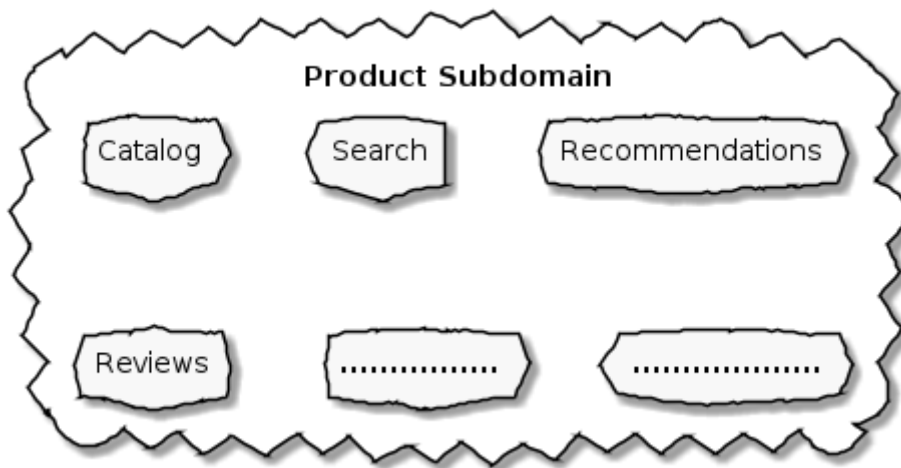 Product Subdomain
Catalog
Search
Recommendations
Reviews
................
...................